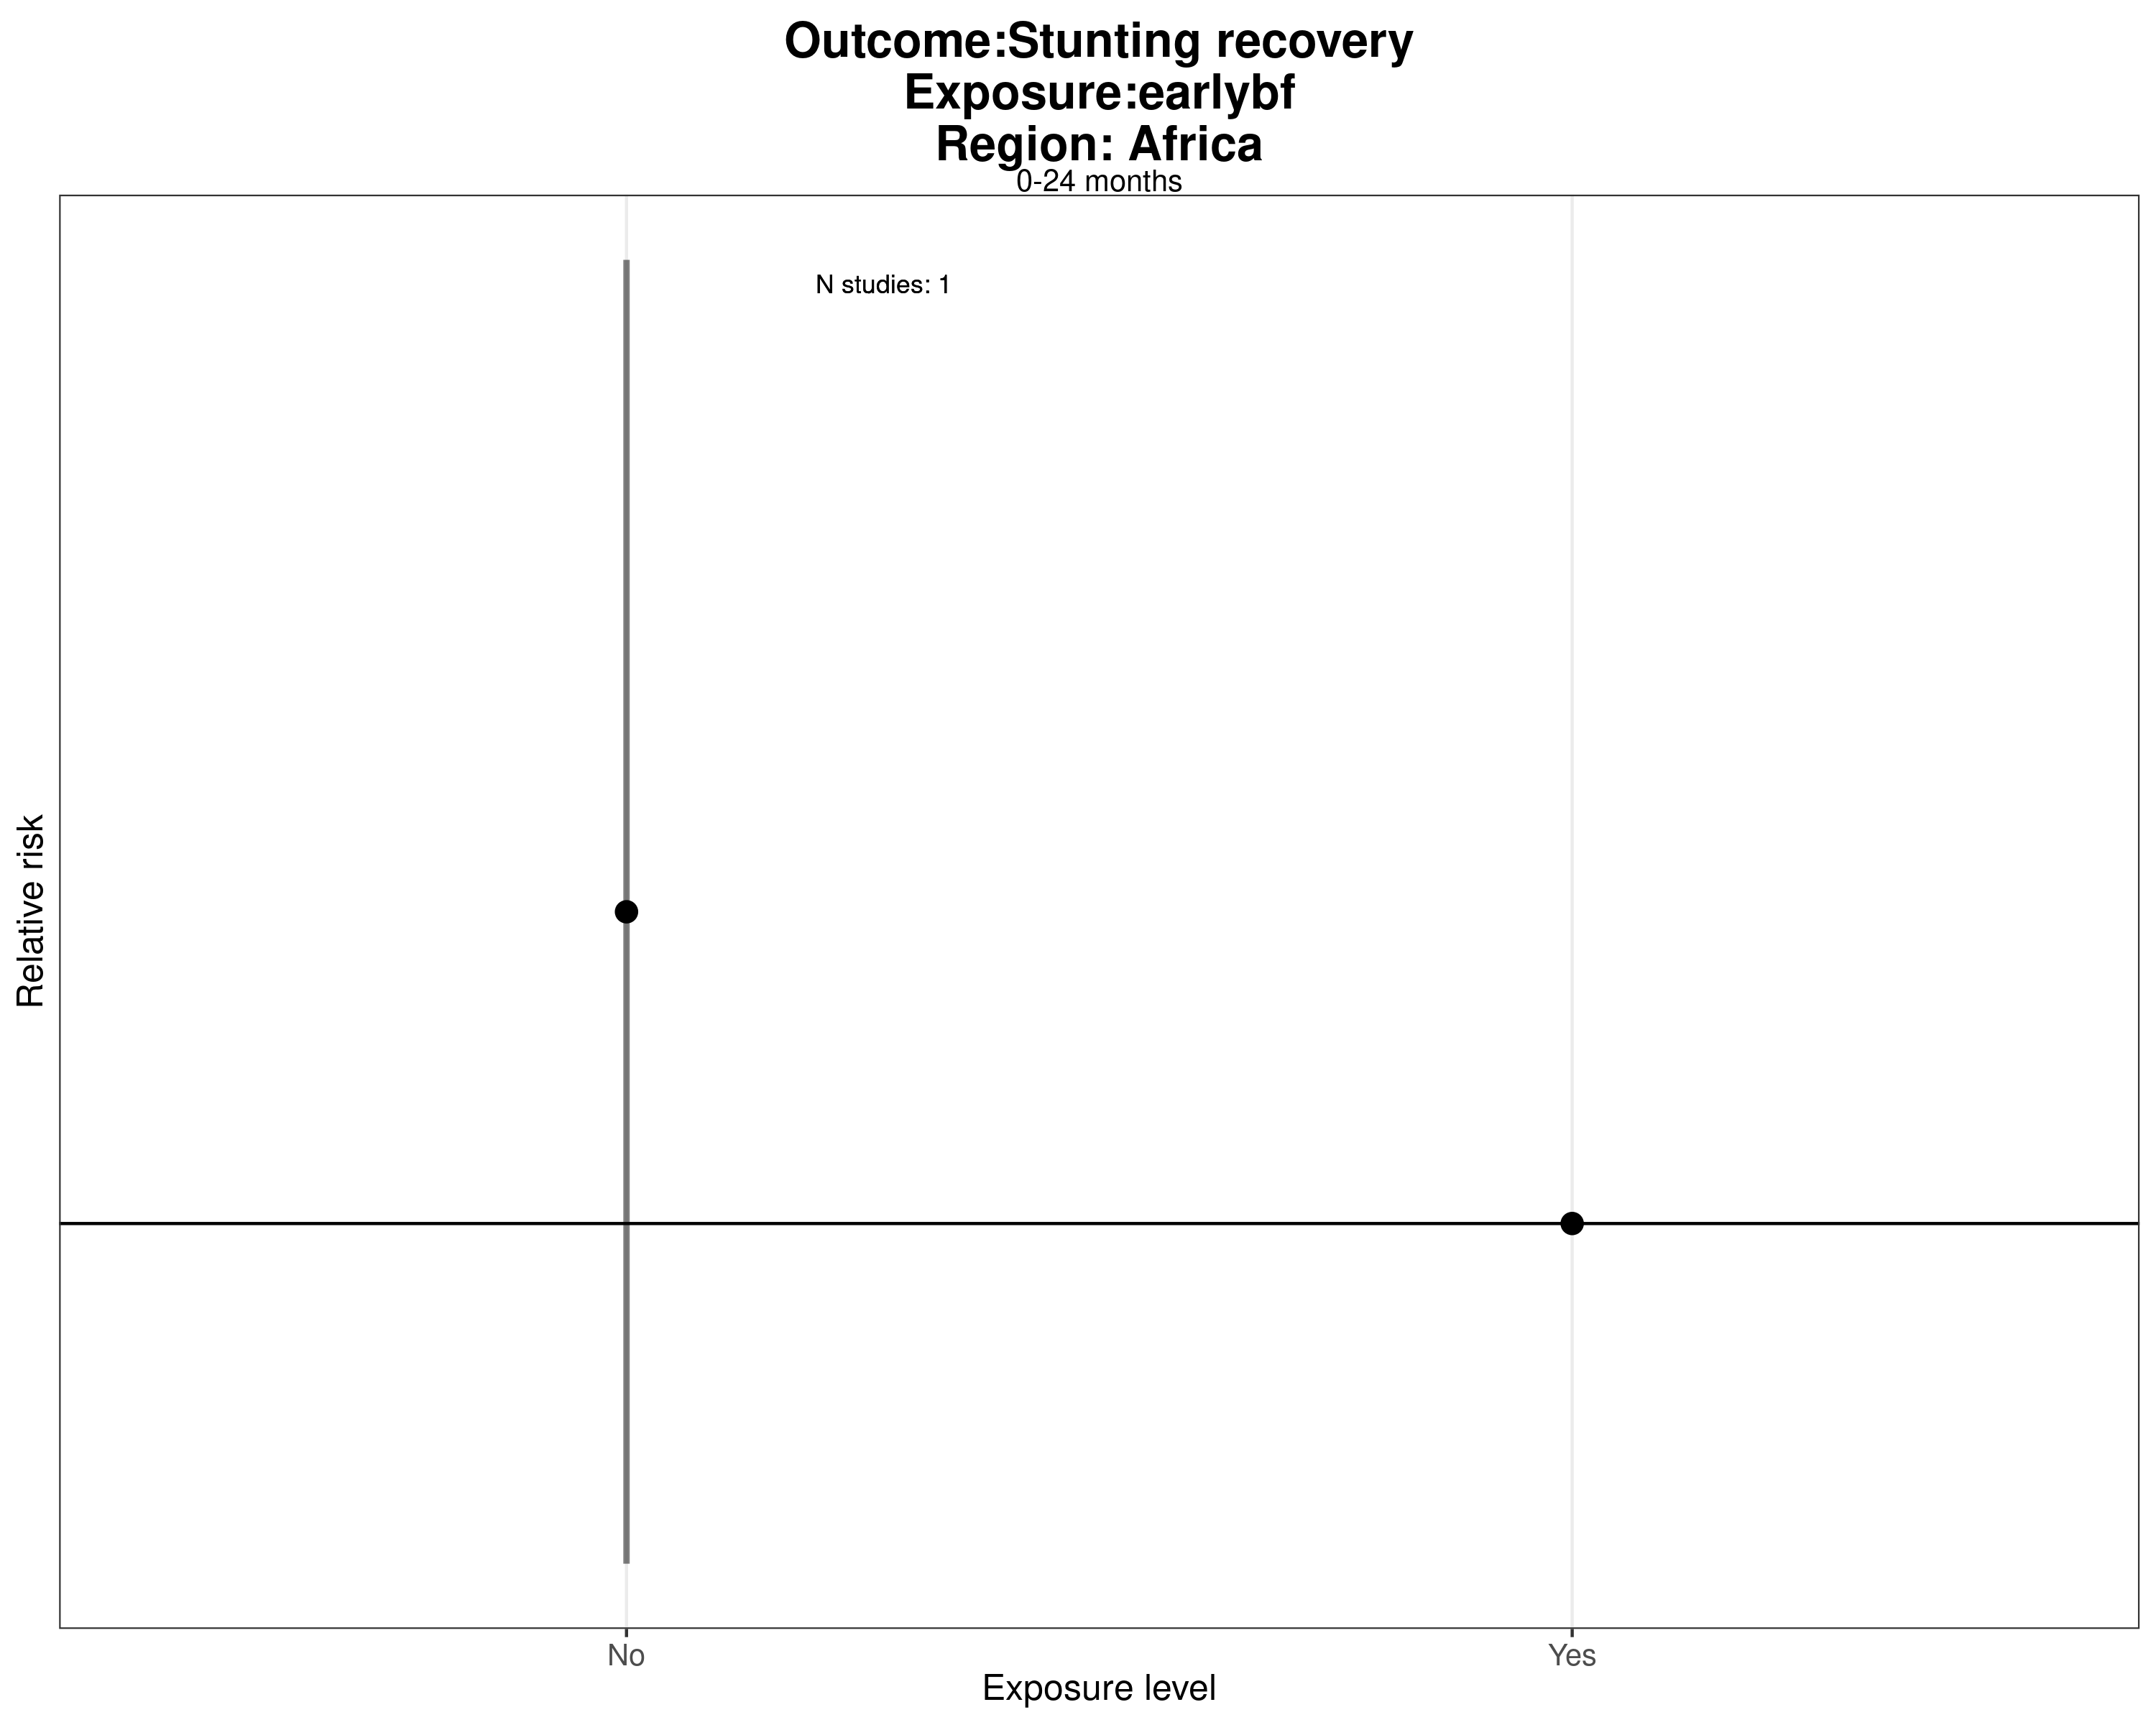 Outcome:Stunting recovery
Exposure:earlybf
Region: Africa
0-24 months
N studies: 1
Relative risk
No
Yes
Exposure level